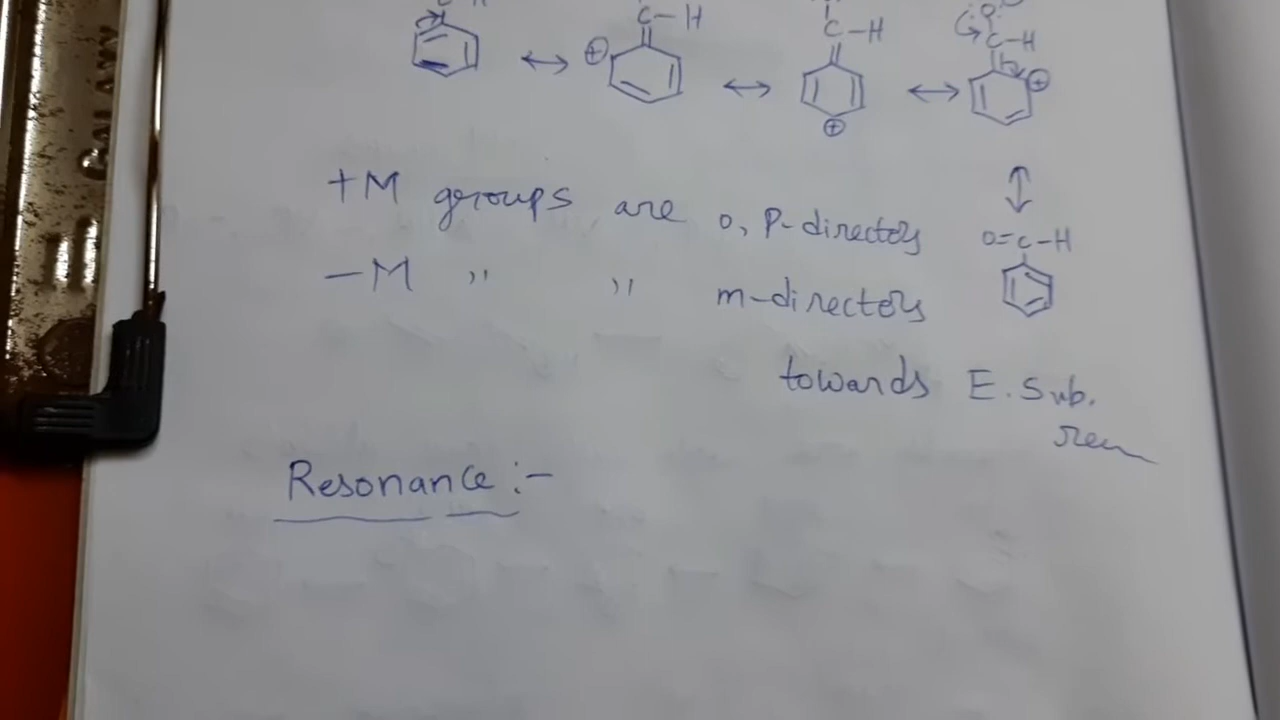 C-H
C-H
C-H
+M groups are o, p-directors
O=C-H
-M " " m-directors
towards E. Sub.
Resonance :-